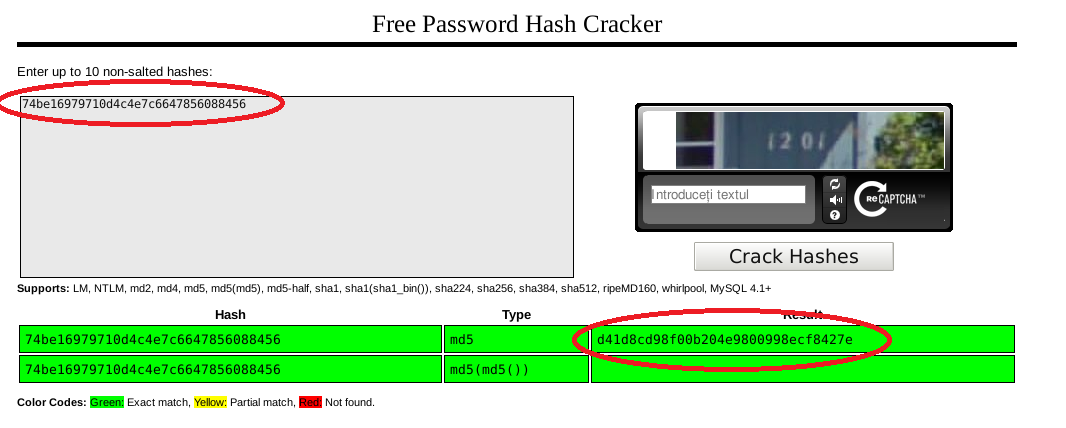 Free Password Hash Cracker
Enter up to 10 non-salted hashes:
74be16979710d4c4e7c6647856088456
1201
Introduceți textul
reCAPTCHA™
Crack Hashes
Supports: LM, NTLM, md2, md4, md5, md5(md5), md5-half, sha1, sha1(sha1_bin()), sha224, sha256, sha384, sha512, ripeMD160, whirlpool, MySQL 4.1+
Hash Type Result
74be16979710d4c4e7c6647856088456 md5 d41d8cd98f00b204e9800998ecf8427e
74be16979710d4c4e7c6647856088456 md5(md5())
Color Codes: Green: Exact match, Yellow: Partial match, Red: Not found.